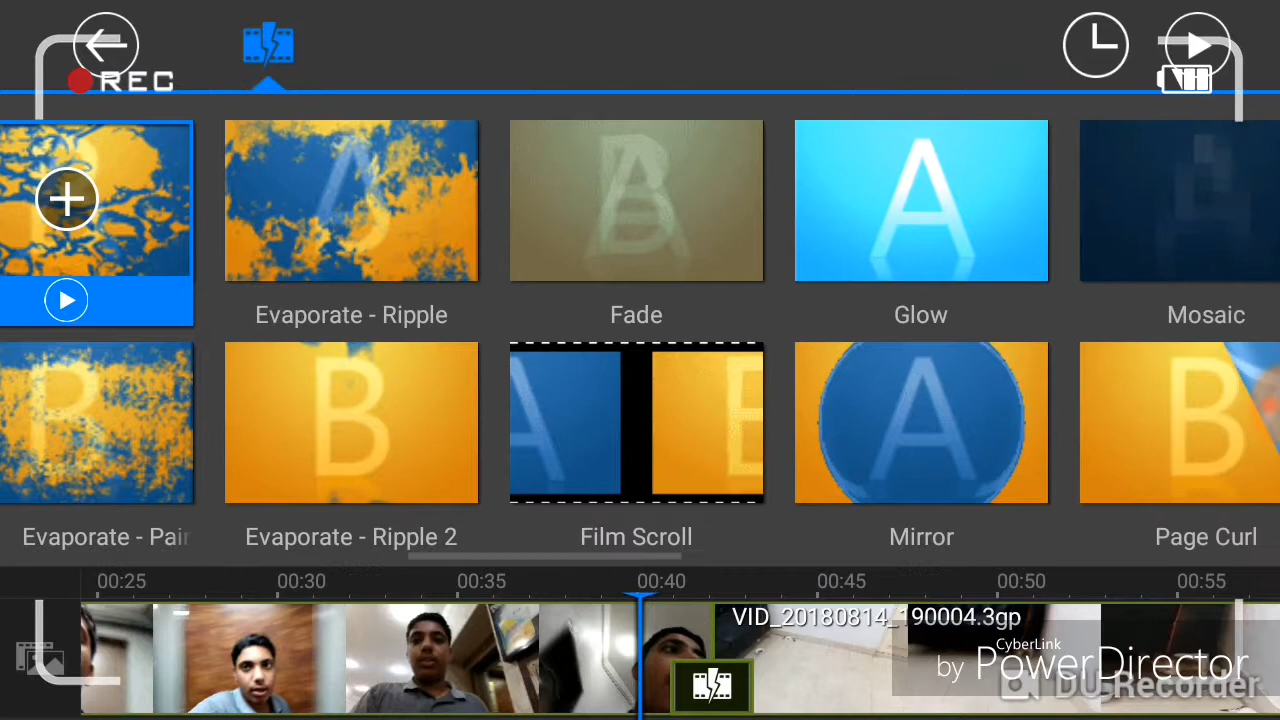 REC
Evaporate - Ripple
Fade
Glow
Mosaic
Evaporate - Pain
Evaporate - Ripple 2
Film Scroll
Mirror
Page Curl
00:25 00:30 00:35 00:40 00:45 00:50 00:55
VID_20180814_190004.3gp
CyberLink
by PowerDirector
DU Recorder